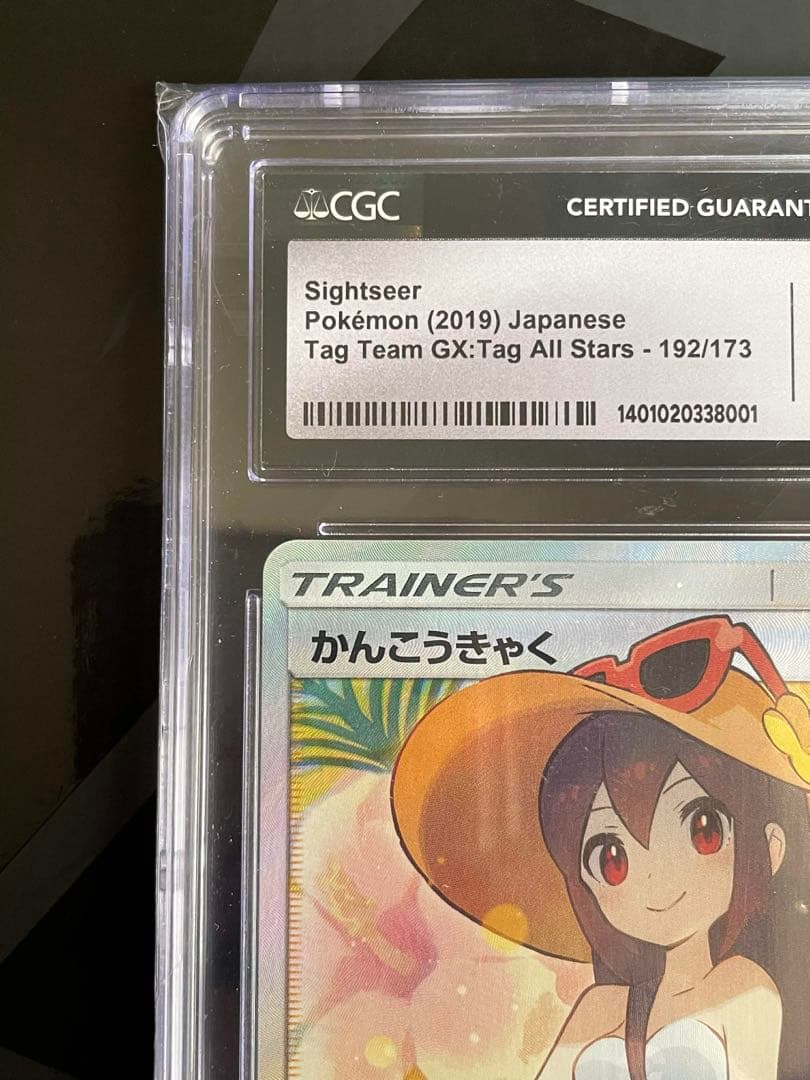 CGC
CERTIFIED GUARANT
Sightseer
Pokémon (2019) Japanese
Tag Team GX:Tag All Stars - 192/173
1401020338001
TRAINER'S
かんこうきゃく